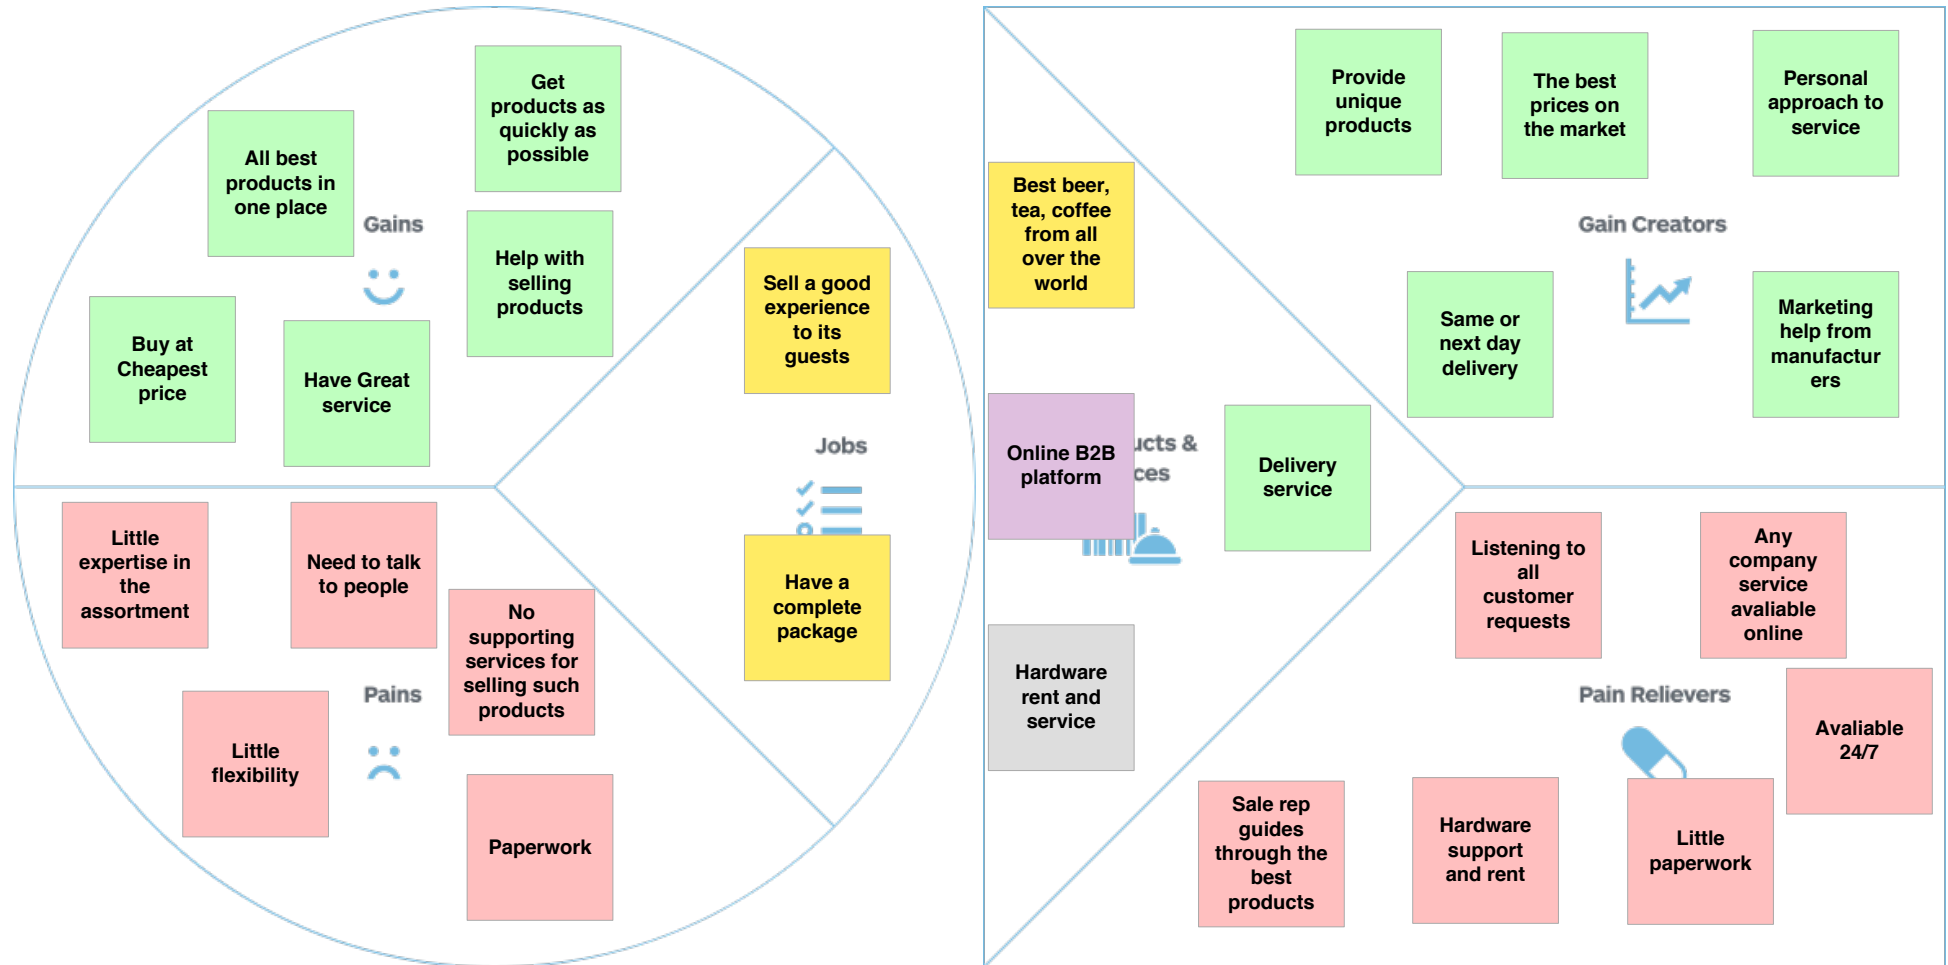 Get
products as
quickly as
possible
All best
products in
one place
Gains
Help with
selling
products
Buy at
Cheapest
price
Have Great
service
Sell a good
experience
to its
guests
Jobs
Have a
complete
package
Little
expertise in
the
assortment
Need to talk
to people
No
supporting
services for
selling such
products
Pains
Little
flexibility
Paperwork
Best beer,
tea, coffee
from all
over the
world
Online B2B
platform
ucts &
ces
Delivery
service
Hardware
rent and
service
Provide
unique
products
The best
prices on
the market
Personal
approach to
service
Gain Creators
Same or
next day
delivery
Marketing
help from
manufactur
ers
Listening to
all
customer
requests
Any
company
service
avaliable
online
Pain Relievers
Avaliable
24/7
Sale rep
guides
through the
best
products
Hardware
support
and rent
Little
paperwork